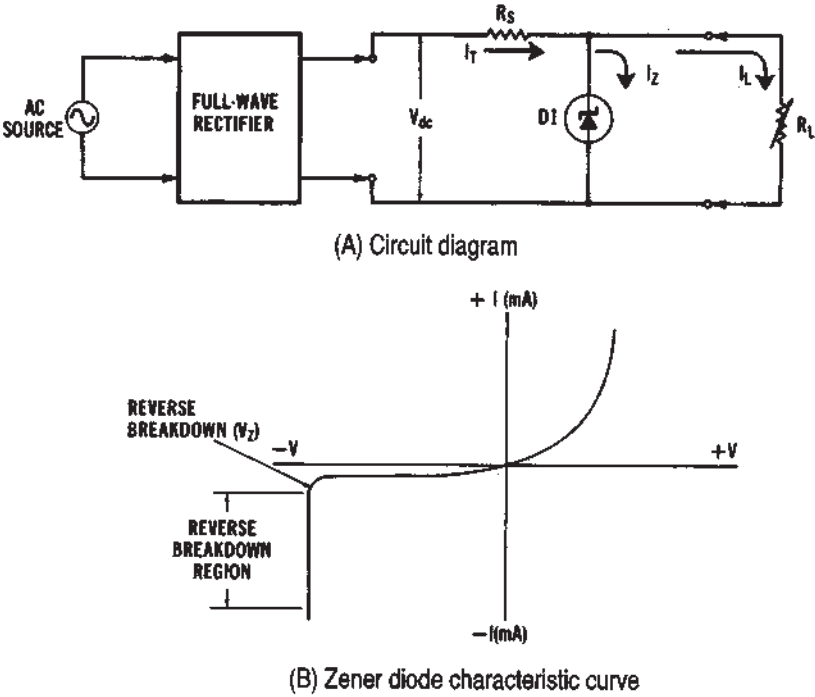 R_S
I_T
I_Z
I_L
AC
SOURCE
FULL-WAVE
RECTIFIER
V_dc
D1
R_L
(A) Circuit diagram
+ I (mA)
REVERSE
BREAKDOWN (V_Z)
−V
+V
REVERSE
BREAKDOWN
REGION
−I(mA)
(B) Zener diode characteristic curve